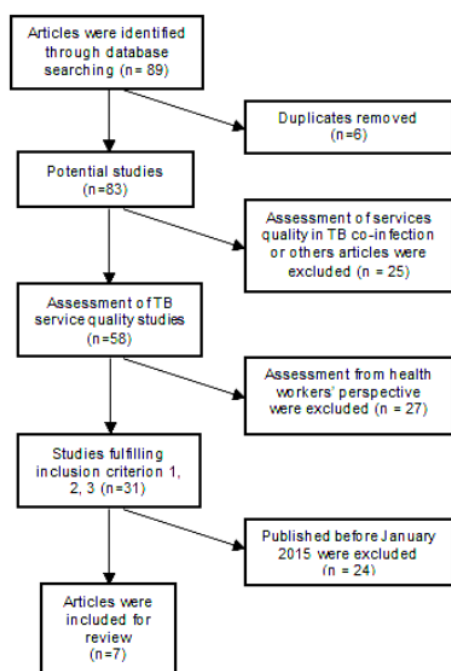 Articles were identified
through database
searching (n= 89)
Duplicates removed
(n=6)
Potential studies
(n=83)
Assessment of services
quality in TB co-infection
or others articles were
excluded (n = 25)
Assessment of TB
service quality studies
(n=58)
Assessment from health
workers' perspective
were excluded (n = 27)
Studies fulfilling
inclusion criterion 1,
2, 3 (n=31)
Published before January
2015 were excluded
(n = 24)
Articles were
included for
review
(n=7)